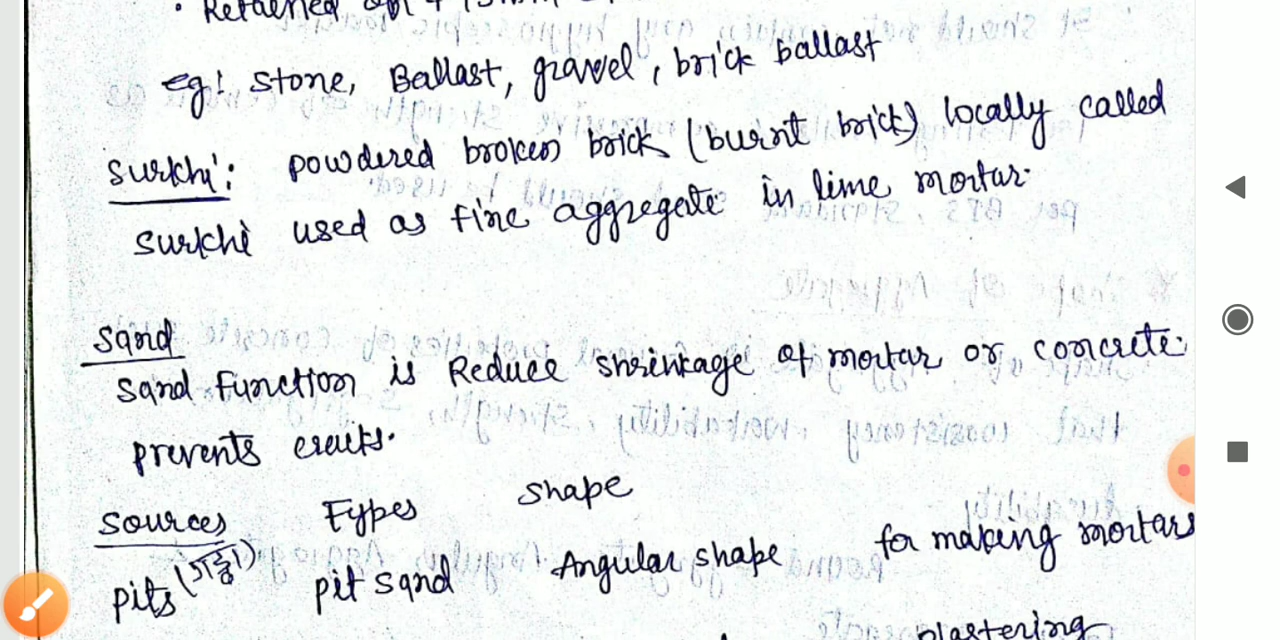 eg: stone, Ballast, gravel, brick ballast
Surkhi: powdered broken brick (burnt brick) locally called
Surkhi used as fine aggregate in lime mortar.
Sand
Sand function is Reduce shrinkage of mortar or concrete.
prevents
Sources Types Shape
pits pit sand Angular shape for making mortars
plastering